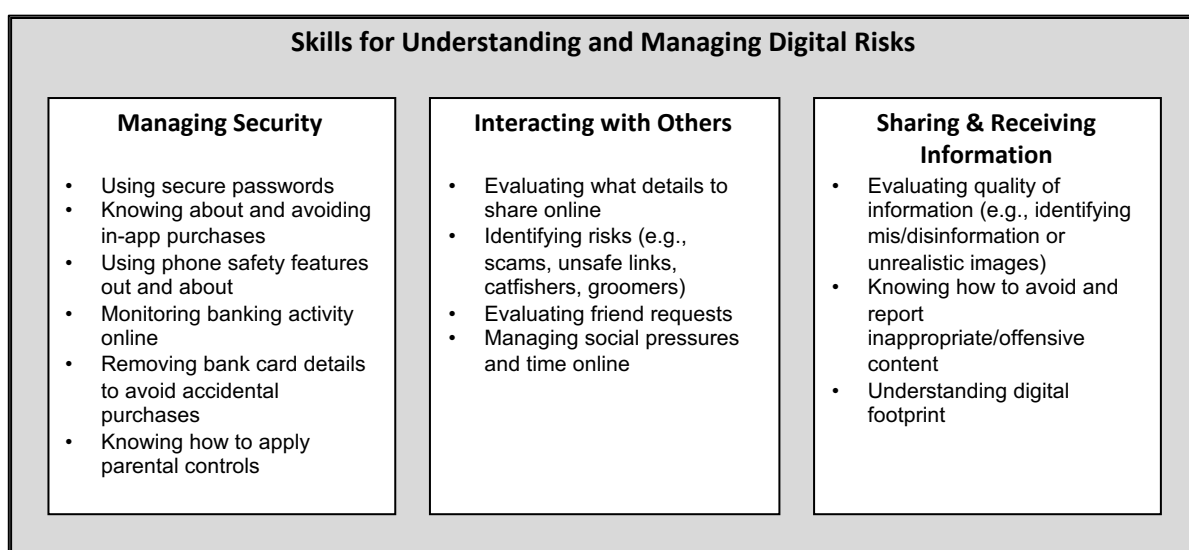 Skills for Understanding and Managing Digital Risks
Managing Security
• Using secure passwords
• Knowing about and avoiding
in-app purchases
• Using phone safety features
out and about
• Monitoring banking activity
online
• Removing bank card details
to avoid accidental
purchases
• Knowing how to apply
parental controls
Interacting with Others
• Evaluating what details to
share online
• Identifying risks (e.g.,
scams, unsafe links,
catfishers, groomers)
• Evaluating friend requests
• Managing social pressures
and time online
Sharing & Receiving
Information
• Evaluating quality of
information (e.g., identifying
mis/disinformation or
unrealistic images)
• Knowing how to avoid and
report
inappropriate/offensive
content
• Understanding digital
footprint